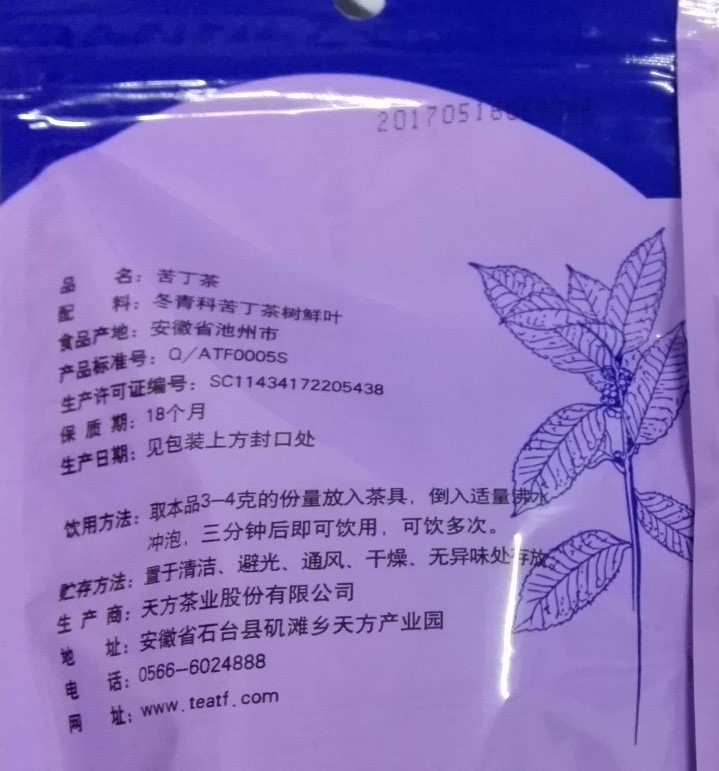 20170518
品 名：苦丁茶
配 料：冬青科苦丁茶树鲜叶
食品产地：安徽省池州市
产品标准号：Q/ATF0005S
生产许可证编号：SC11434172205438
保 质 期：18个月
生产日期：见包装上方封口处
饮用方法：取本品3-4克的份量放入茶具，倒入适量沸水
冲泡，三分钟后即可饮用，可饮多次。
贮存方法：置于清洁、避光、通风、干燥、无异味处存放。
生 产 商：天方茶业股份有限公司
地 址：安徽省石台县矶滩乡天方产业园
电 话：0566-6024888
网 址：www.teatf.com